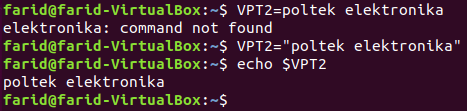 farid@farid-VirtualBox:~$ VPT2=poltek elektronika
elektronika: command not found
farid@farid-VirtualBox:~$ VPT2="poltek elektronika"
farid@farid-VirtualBox:~$ echo $VPT2
poltek elektronika
farid@farid-VirtualBox:~$